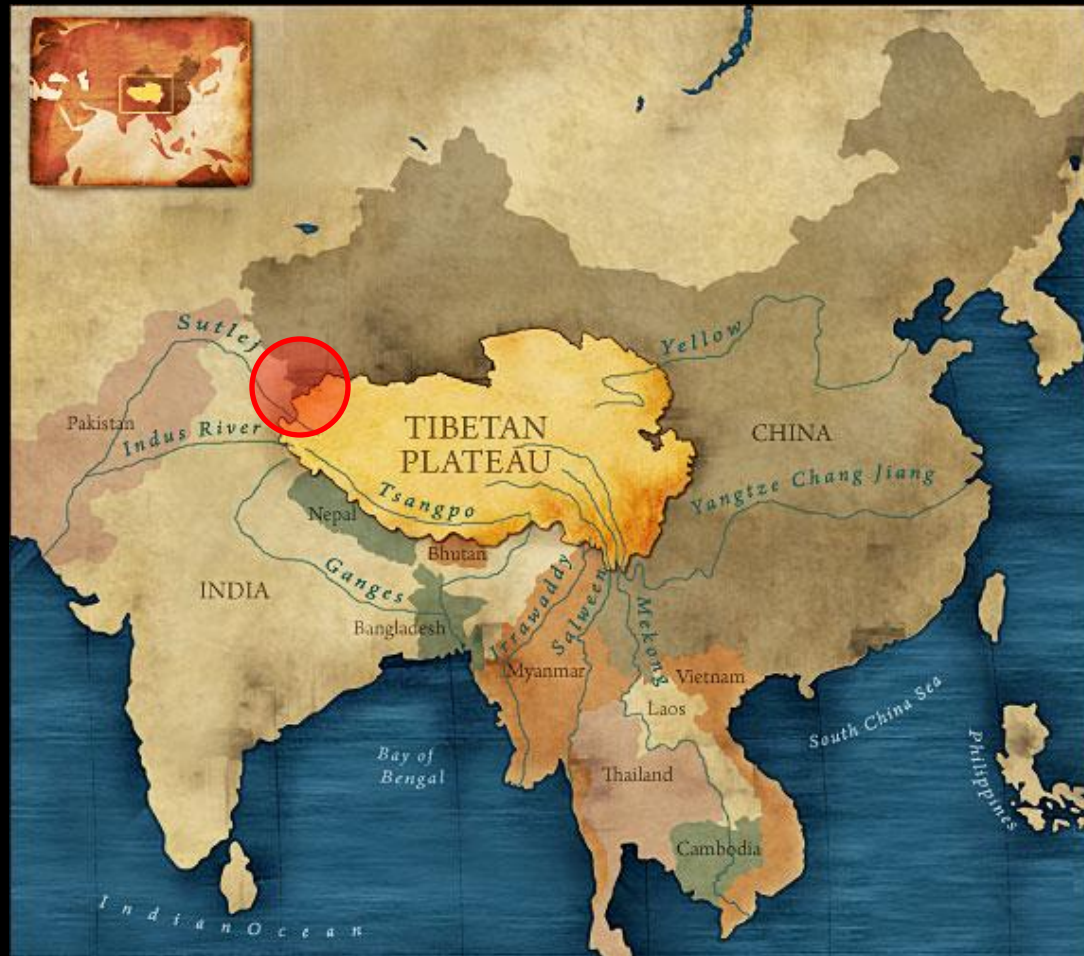 Sutlej
Yellow
Pakistan
Indus River
TIBETAN
PLATEAU
CHINA
Yangtze Chang Jiang
Tsangpo
Nepal
Bhutan
Ganges
INDIA
Bangladesh
Irrawaddy
Salween
Mekong
Myanmar
Vietnam
Laos
South China Sea
Bay of
Bengal
Thailand
Philippines
Cambodia
Indian Ocean